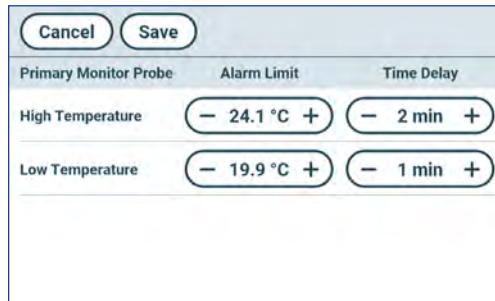 Cancel Save
Primary Monitor Probe Alarm Limit Time Delay
High Temperature − 24.1 °C + − 2 min +
Low Temperature − 19.9 °C + − 1 min +